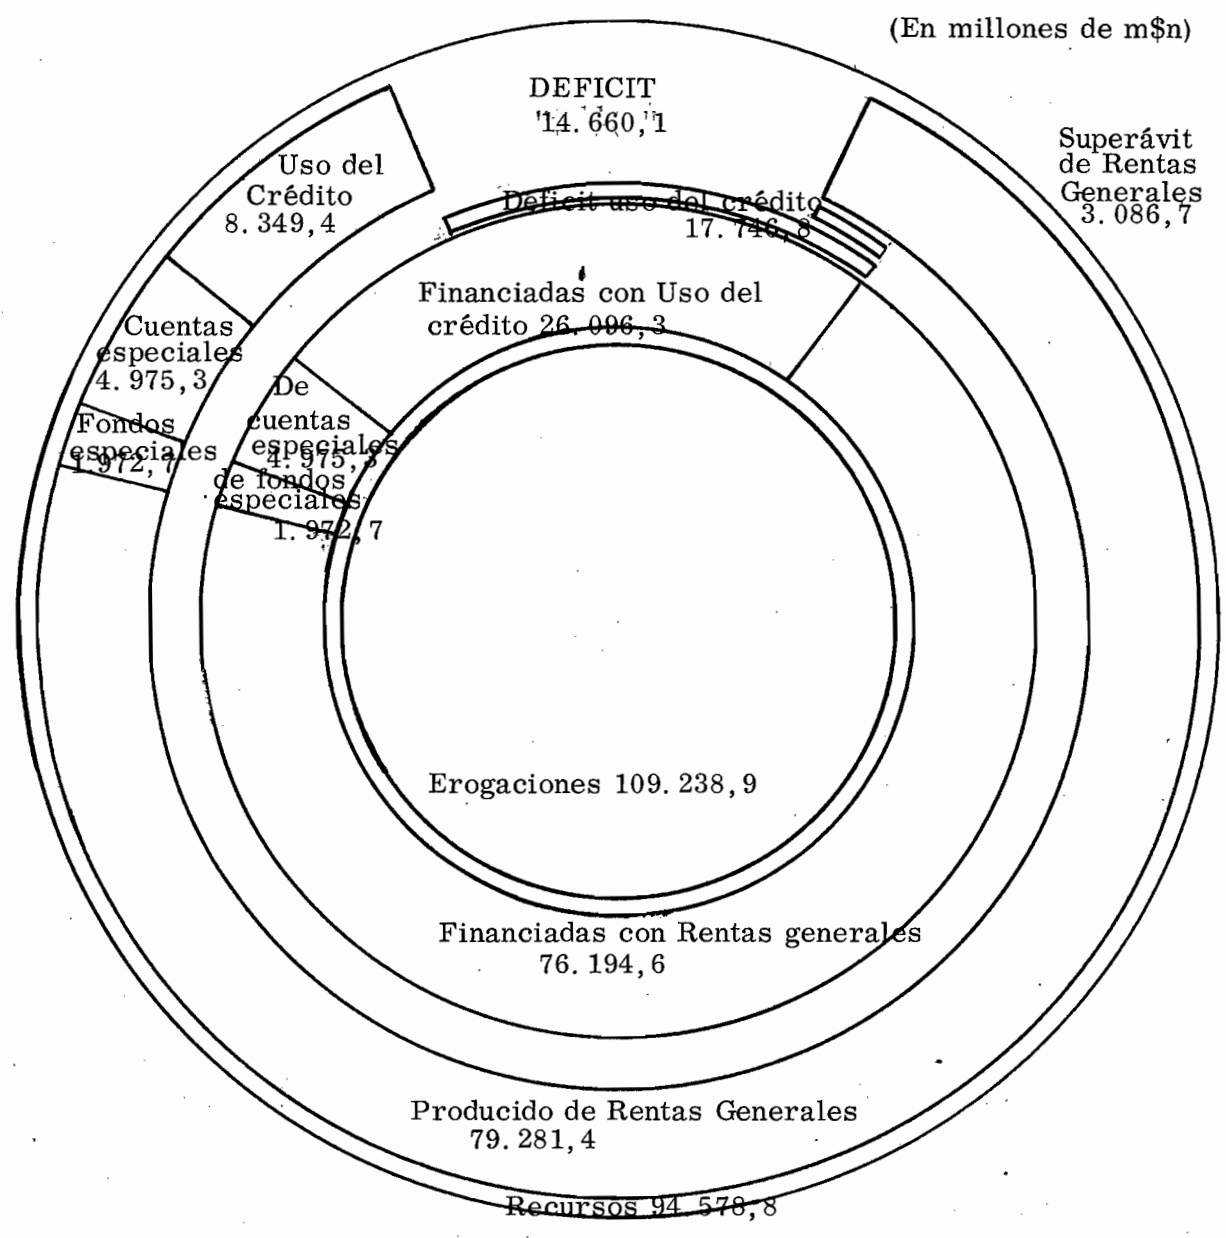 (En millones de m$n)
DEFICIT
14.660,1
Superávit
de Rentas
Generales
3.086,7
Uso del
Crédito
8.349,4
Deficit uso del crédito
17.746,8
Financiadas con Uso del
crédito 26.096,3
Cuentas
especiales
4.975,3
Fondos
especiales
1.972,7
De
cuentas
especiales
4.975,3
de fondos
especiales
1.972,7
Erogaciones 109.238,9
Financiadas con Rentas generales
76.194,6
Producido de Rentas Generales
79.281,4
Recursos 94.578,8